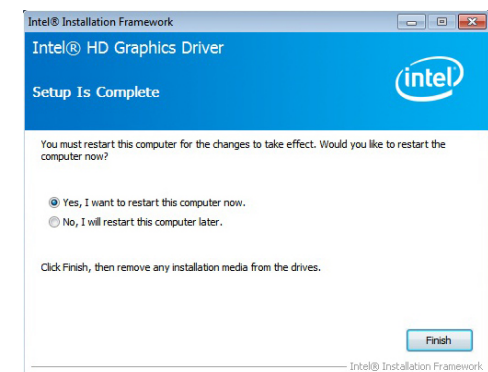 Intel® Installation Framework
Intel® HD Graphics Driver
Setup Is Complete
intel
You must restart this computer for the changes to take effect. Would you like to restart the
computer now?
Yes, I want to restart this computer now.
No, I will restart this computer later.
Click Finish, then remove any installation media from the drives.
Finish
Intel® Installation Framework